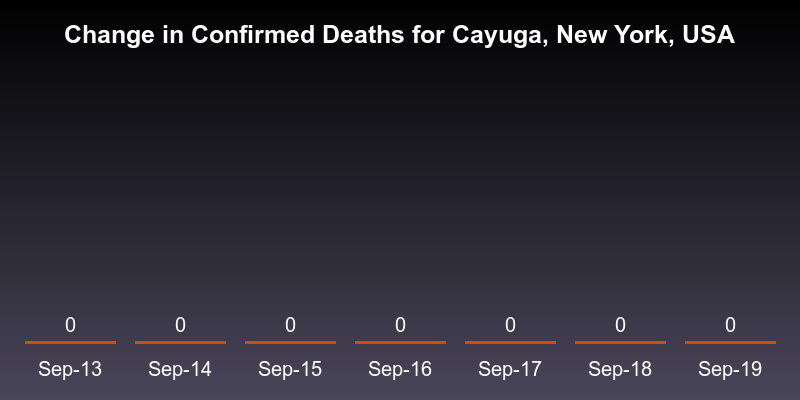 Change in Confirmed Deaths for Cayuga, New York, USA
0 0 0 0 0 0 0
Sep-13 Sep-14 Sep-15 Sep-16 Sep-17 Sep-18 Sep-19